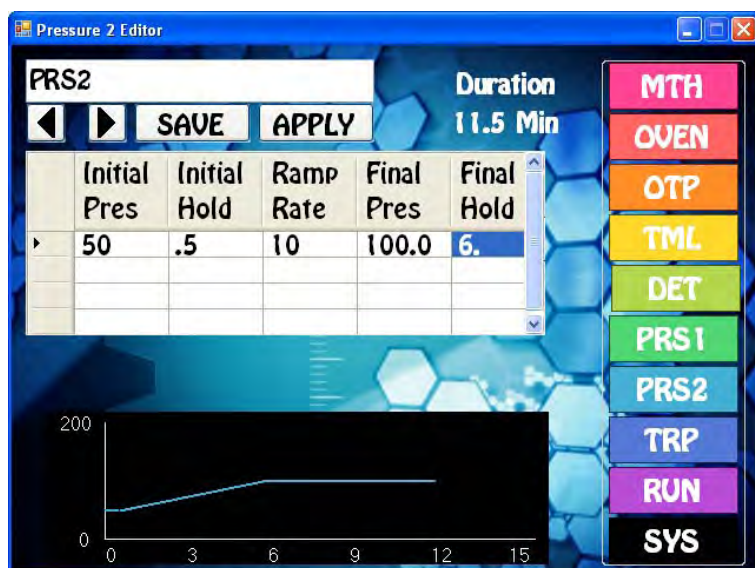 Pressure 2 Editor
PRS2
Duration
SAVE APPLY
11.5 Min
Initial Pres Initial Hold Ramp Rate Final Pres Final Hold
50 .5 10 100.0 6.
200
0
0 3 6 9 12 15
MTH
OVEN
OTP
TML
DET
PRS1
PRS2
TRP
RUN
SYS